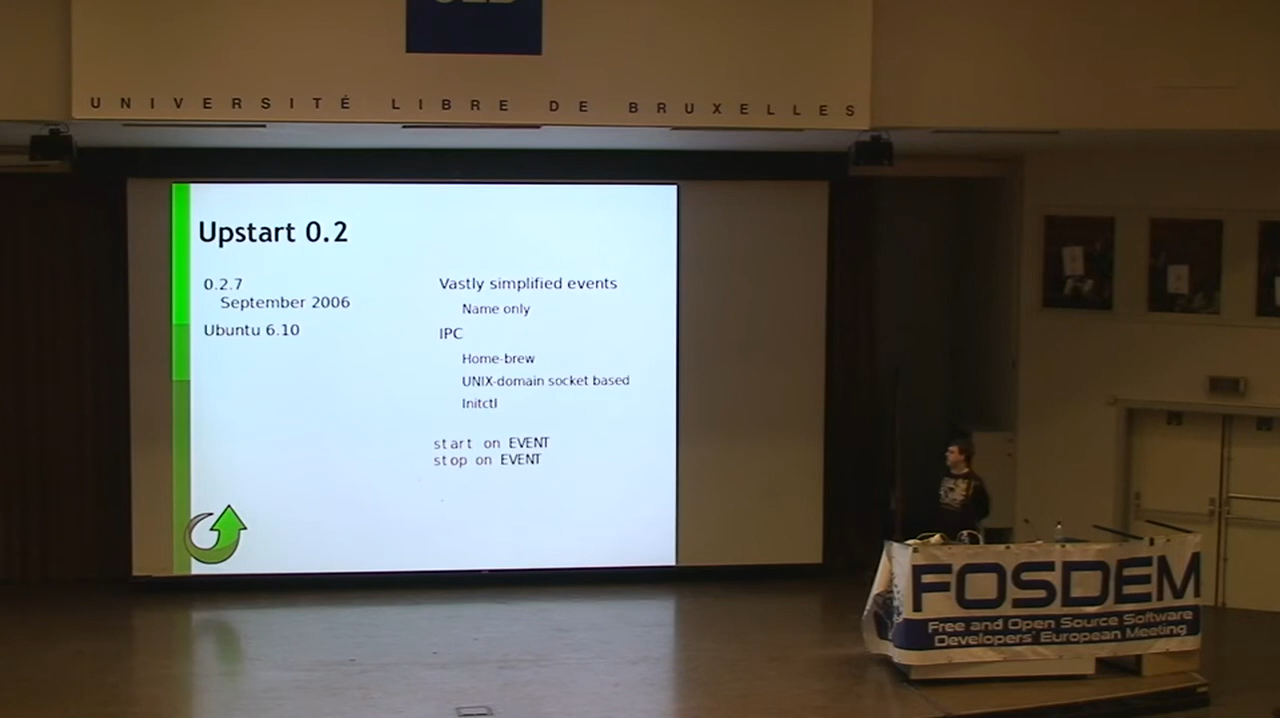 UNIVERSITÉ LIBRE DE BRUXELLES
Upstart 0.2
0.2.7
September 2006
Ubuntu 6.10
Vastly simplified events
Name only
IPC
Home-brew
UNIX-domain socket based
Initctl
start on EVENT
stop on EVENT
FOSDEM
Free and Open Source Software
Developers' European Meeting